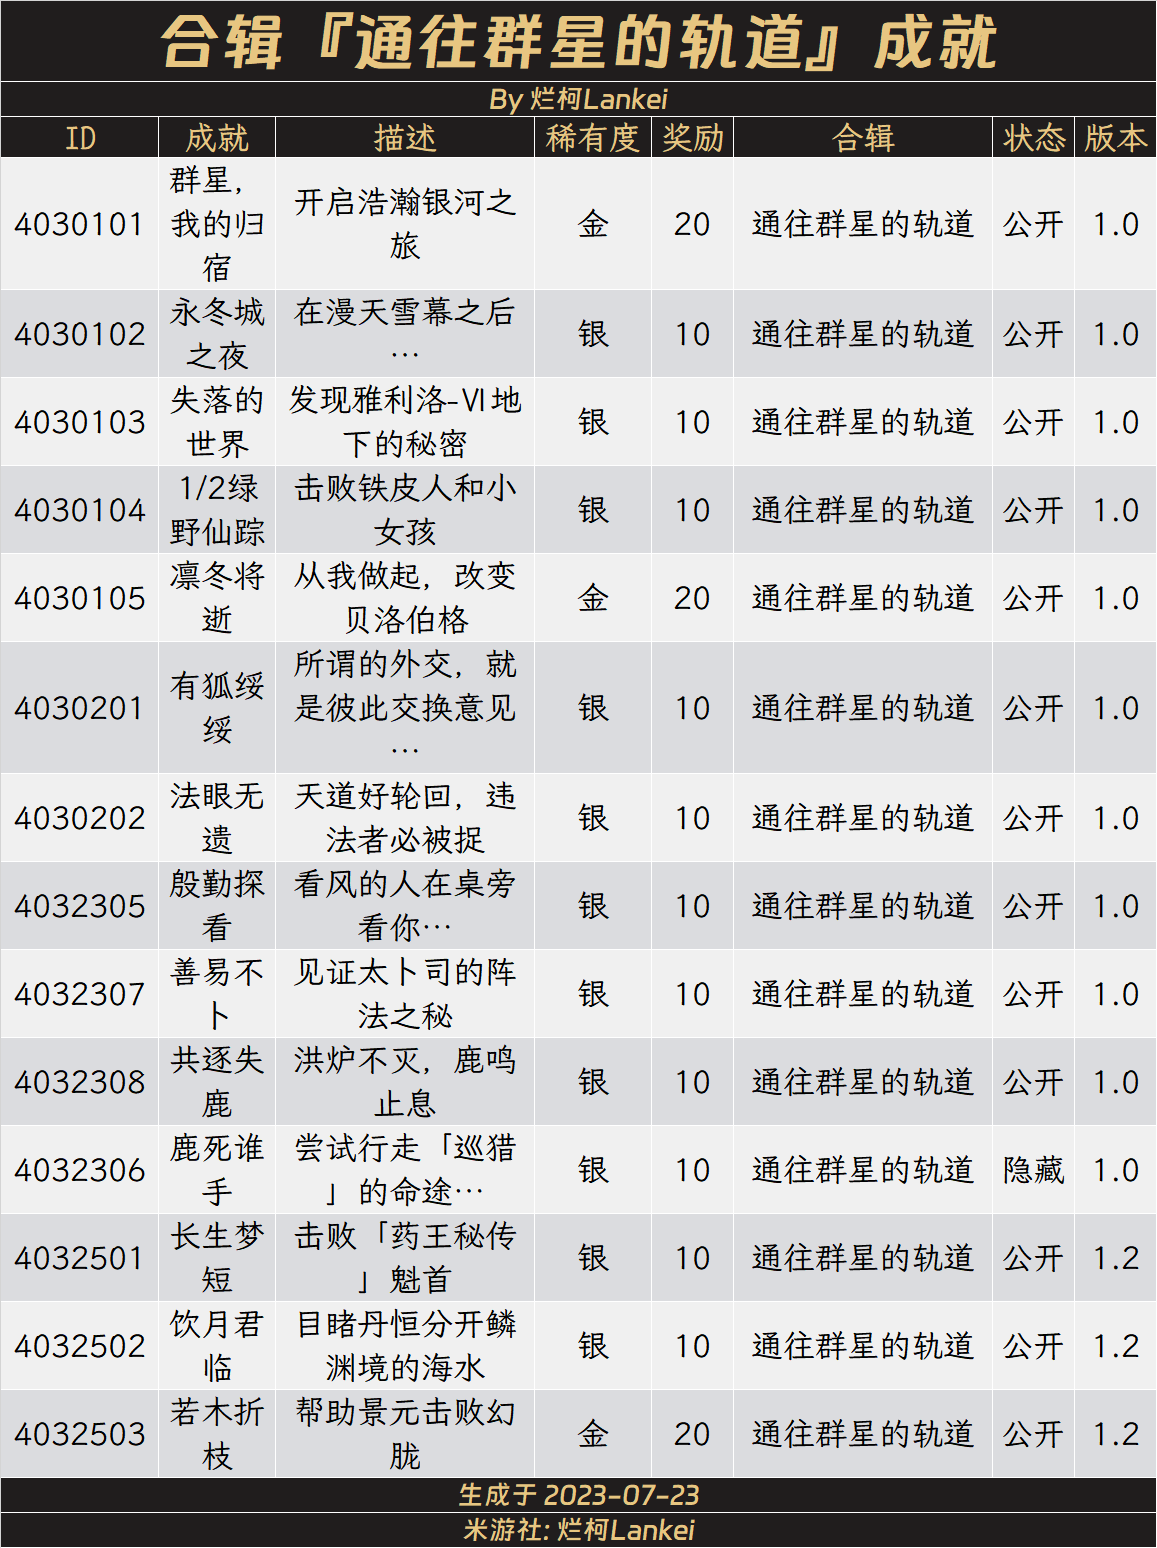 合辑『通往群星的轨道』成就
By 烂柯Lankei
ID 成就 描述 稀有度 奖励 合辑 状态 版本
4030101 群星，我的归宿 开启浩瀚银河之旅 金 20 通往群星的轨道 公开 1.0
4030102 永冬城之夜 在漫天雪幕之后… 银 10 通往群星的轨道 公开 1.0
4030103 失落的世界 发现雅利洛-Ⅵ地下的秘密 银 10 通往群星的轨道 公开 1.0
4030104 1/2绿野仙踪 击败铁皮人和小女孩 银 10 通往群星的轨道 公开 1.0
4030105 凛冬将逝 从我做起，改变贝洛伯格 金 20 通往群星的轨道 公开 1.0
4030201 有狐绥绥 所谓的外交，就是彼此交换意见… 银 10 通往群星的轨道 公开 1.0
4030202 法眼无遗 天道好轮回，违法者必被捉 银 10 通往群星的轨道 公开 1.0
4032305 殷勤探看 看风的人在桌旁看你… 银 10 通往群星的轨道 公开 1.0
4032307 善易不卜 见证太卜司的阵法之秘 银 10 通往群星的轨道 公开 1.0
4032308 共逐失鹿 洪炉不灭，鹿鸣止息 银 10 通往群星的轨道 公开 1.0
4032306 鹿死谁手 尝试行走「巡猎」的命途… 银 10 通往群星的轨道 隐藏 1.0
4032501 长生梦短 击败「药王秘传」魁首 银 10 通往群星的轨道 公开 1.2
4032502 饮月君临 目睹丹恒分开鳞渊境的海水 银 10 通往群星的轨道 公开 1.2
4032503 若木折枝 帮助景元击败幻胧 金 20 通往群星的轨道 公开 1.2
生成于 2023-07-23
米游社: 烂柯Lankei